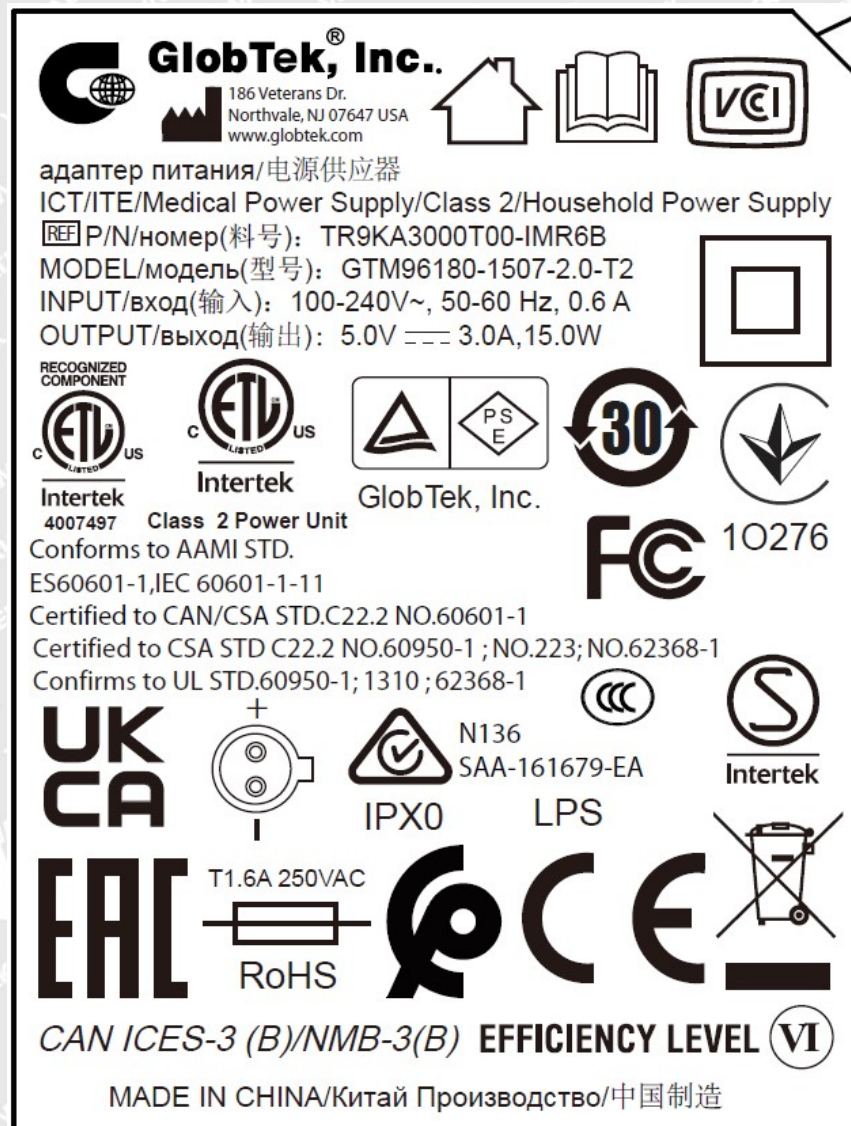 GlobTek,® Inc.
186 Veterans Dr.
Northvale, NJ 07647 USA
www.globtek.com
VCI
адаптер питания/电源供应器
ICT/ITE/Medical Power Supply/Class 2/Household Power Supply
REF P/N/номер(料号): TR9KA3000T00-IMR6B
MODEL/модель(型号): GTM96180-1507-2.0-T2
INPUT/вход(输入): 100-240V~, 50-60 Hz, 0.6 A
OUTPUT/выход(输出): 5.0V 3.0A,15.0W
RECOGNIZED
COMPONENT
C ETL CM LISTED US
Intertek
4007497
C ETL CM LISTED US
Intertek
Class 2 Power Unit
PS
E
GlobTek, Inc.
30
FC
1O276
Conforms to AAMI STD.
ES60601-1,IEC 60601-1-11
Certified to CAN/CSA STD.C22.2 NO.60601-1
Certified to CSA STD C22.2 NO.60950-1 ; NO.223; NO.62368-1
Confirms to UL STD.60950-1; 1310 ; 62368-1
UK
CA
+
-
IPX0
N136
SAA-161679-EA
LPS
CCC
S
Intertek
EAC
T1.6A 250VAC
RoHS
CE
CAN ICES-3 (B)/NMB-3(B) EFFICIENCY LEVEL VI
MADE IN CHINA/Китай Производство/中国制造